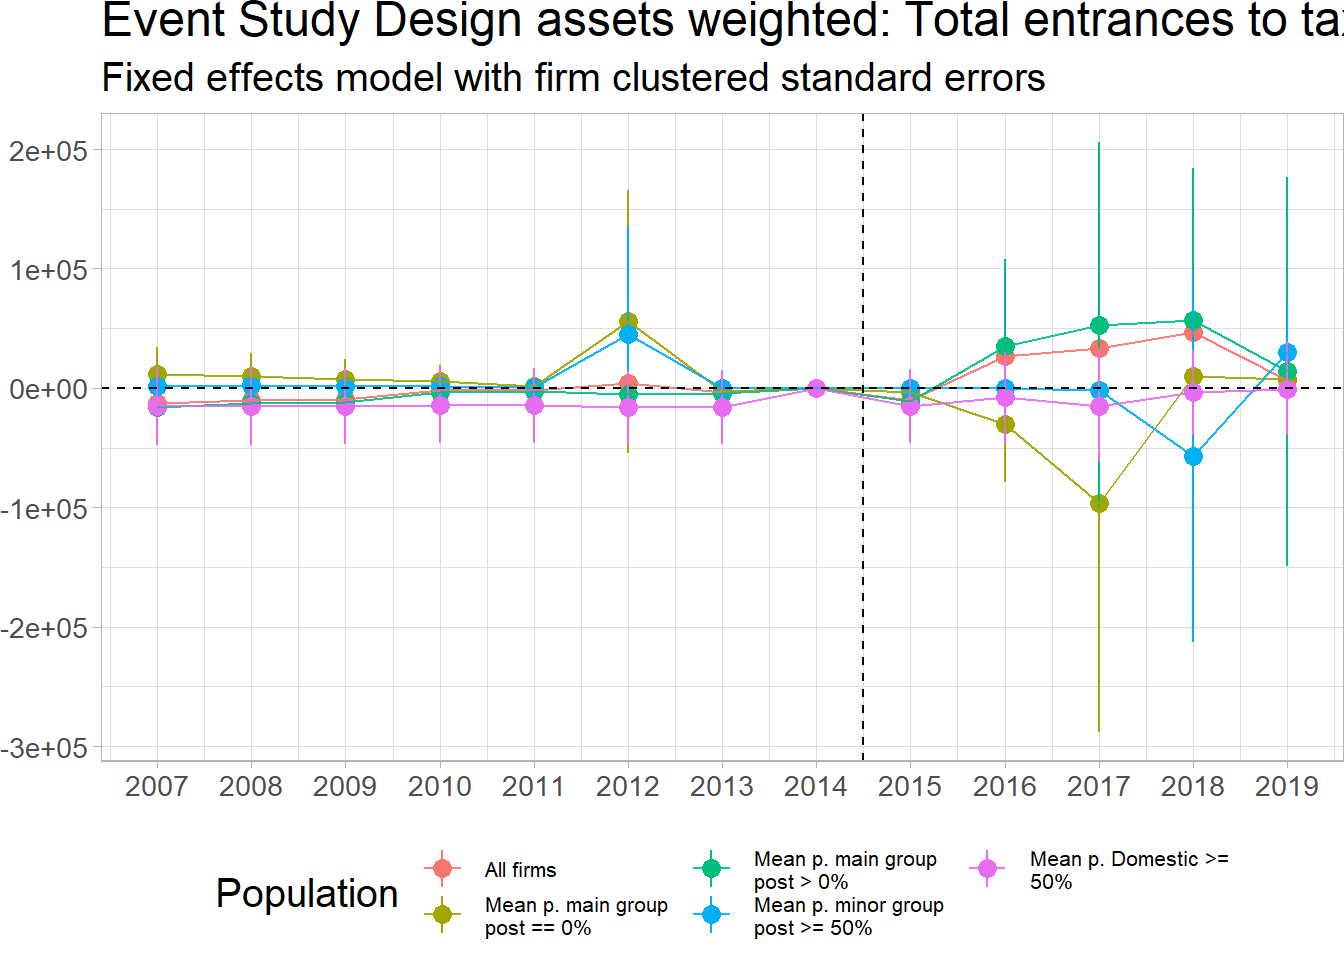 Event Study Design assets weighted: Total entrances to
Fixed effects model with firm clustered standard errors
2e+05
1e+05
0e+00
-1e+05
-2e+05
-3e+05
2007 2008 2009 2010 2011 2012 2013 2014 2015 2016 2017 2018 2019
Population
All firms
Mean p. main group
post == 0%
Mean p. main group
post > 0%
Mean p. minor group
post >= 50%
Mean p. Domestic >=
50%